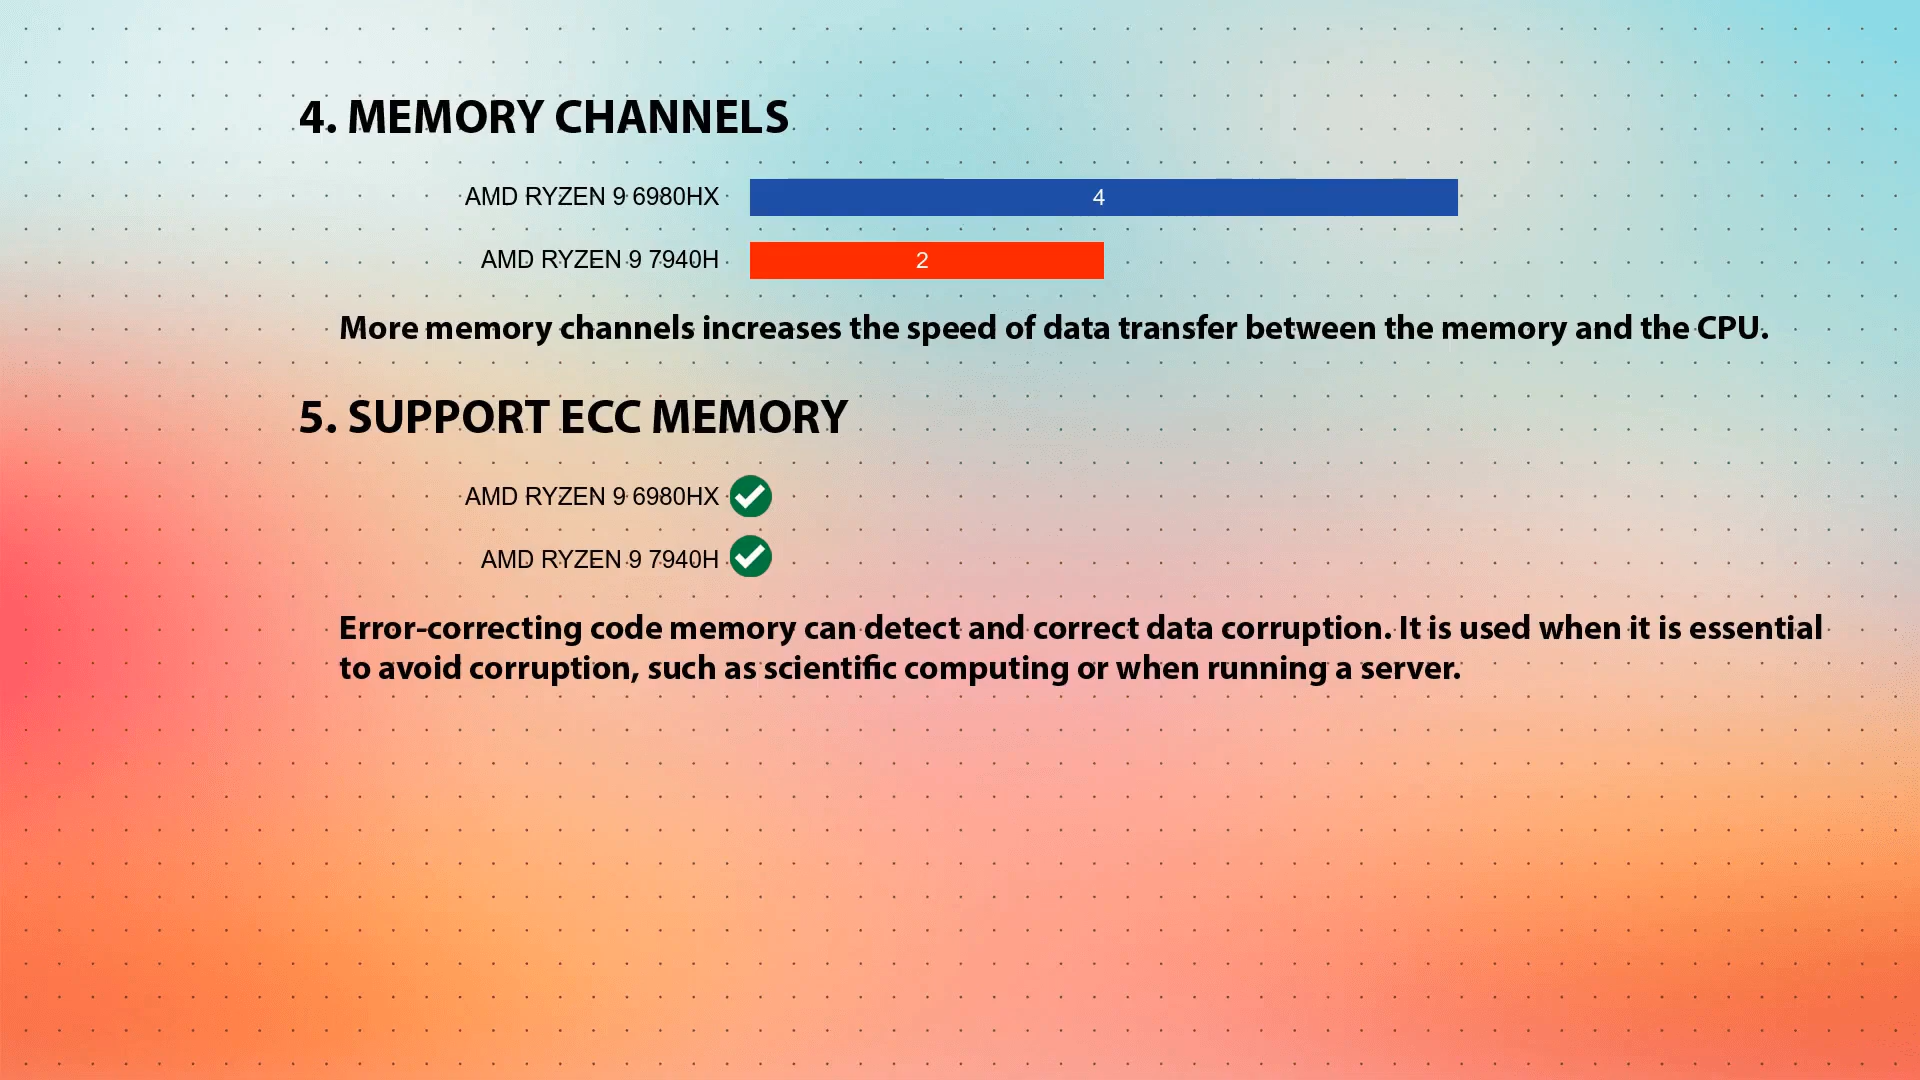 4. MEMORY CHANNELS
AMD RYZEN 9 6980HX 4
AMD RYZEN 9 7940H 2
More memory channels increases the speed of data transfer between the memory and the CPU.
5. SUPPORT ECC MEMORY
AMD RYZEN 9 6980HX
AMD RYZEN 9 7940H
Error-correcting code memory can detect and correct data corruption. It is used when it is essential
to avoid corruption, such as scientific computing or when running a server.